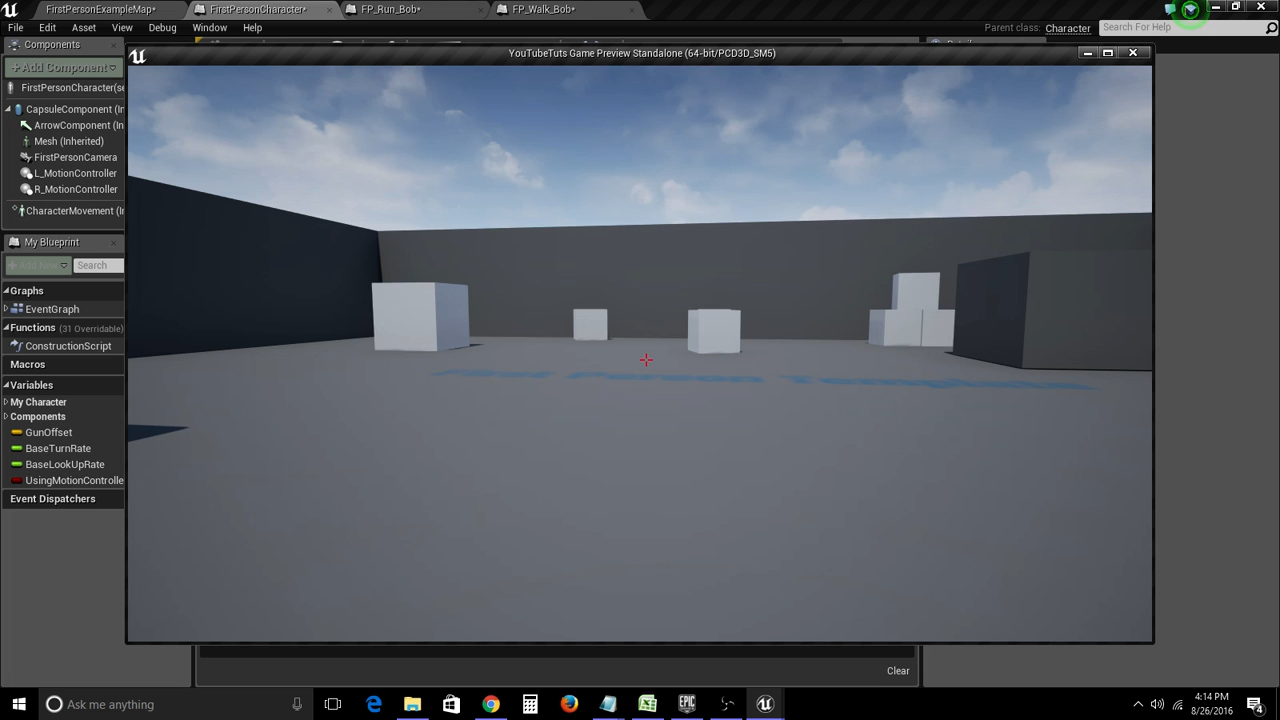 FirstPersonExampleMap*
FirstPersonCharacter*
FP_Run_Bob*
FP_Walk_Bob*
File Edit Asset View Debug Window Help
Parent class: Character
Search For Help
Components
YouTubeTuts Game Preview Standalone (64-bit/PCD3D_SM5)
Add Component
FirstPersonCharacter(se
CapsuleComponent (In
ArrowComponent (In
Mesh (Inherited)
FirstPersonCamera
L_MotionController
R_MotionController
CharacterMovement (In
My Blueprint
Search
Graphs
EventGraph
Functions (31 Overridable)
ConstructionScript
Macros
Variables
My Character
Components
GunOffset
BaseTurnRate
BaseLookUpRate
UsingMotionControlle
Event Dispatchers
Clear
Ask me anything
4:14 PM
8/26/2016